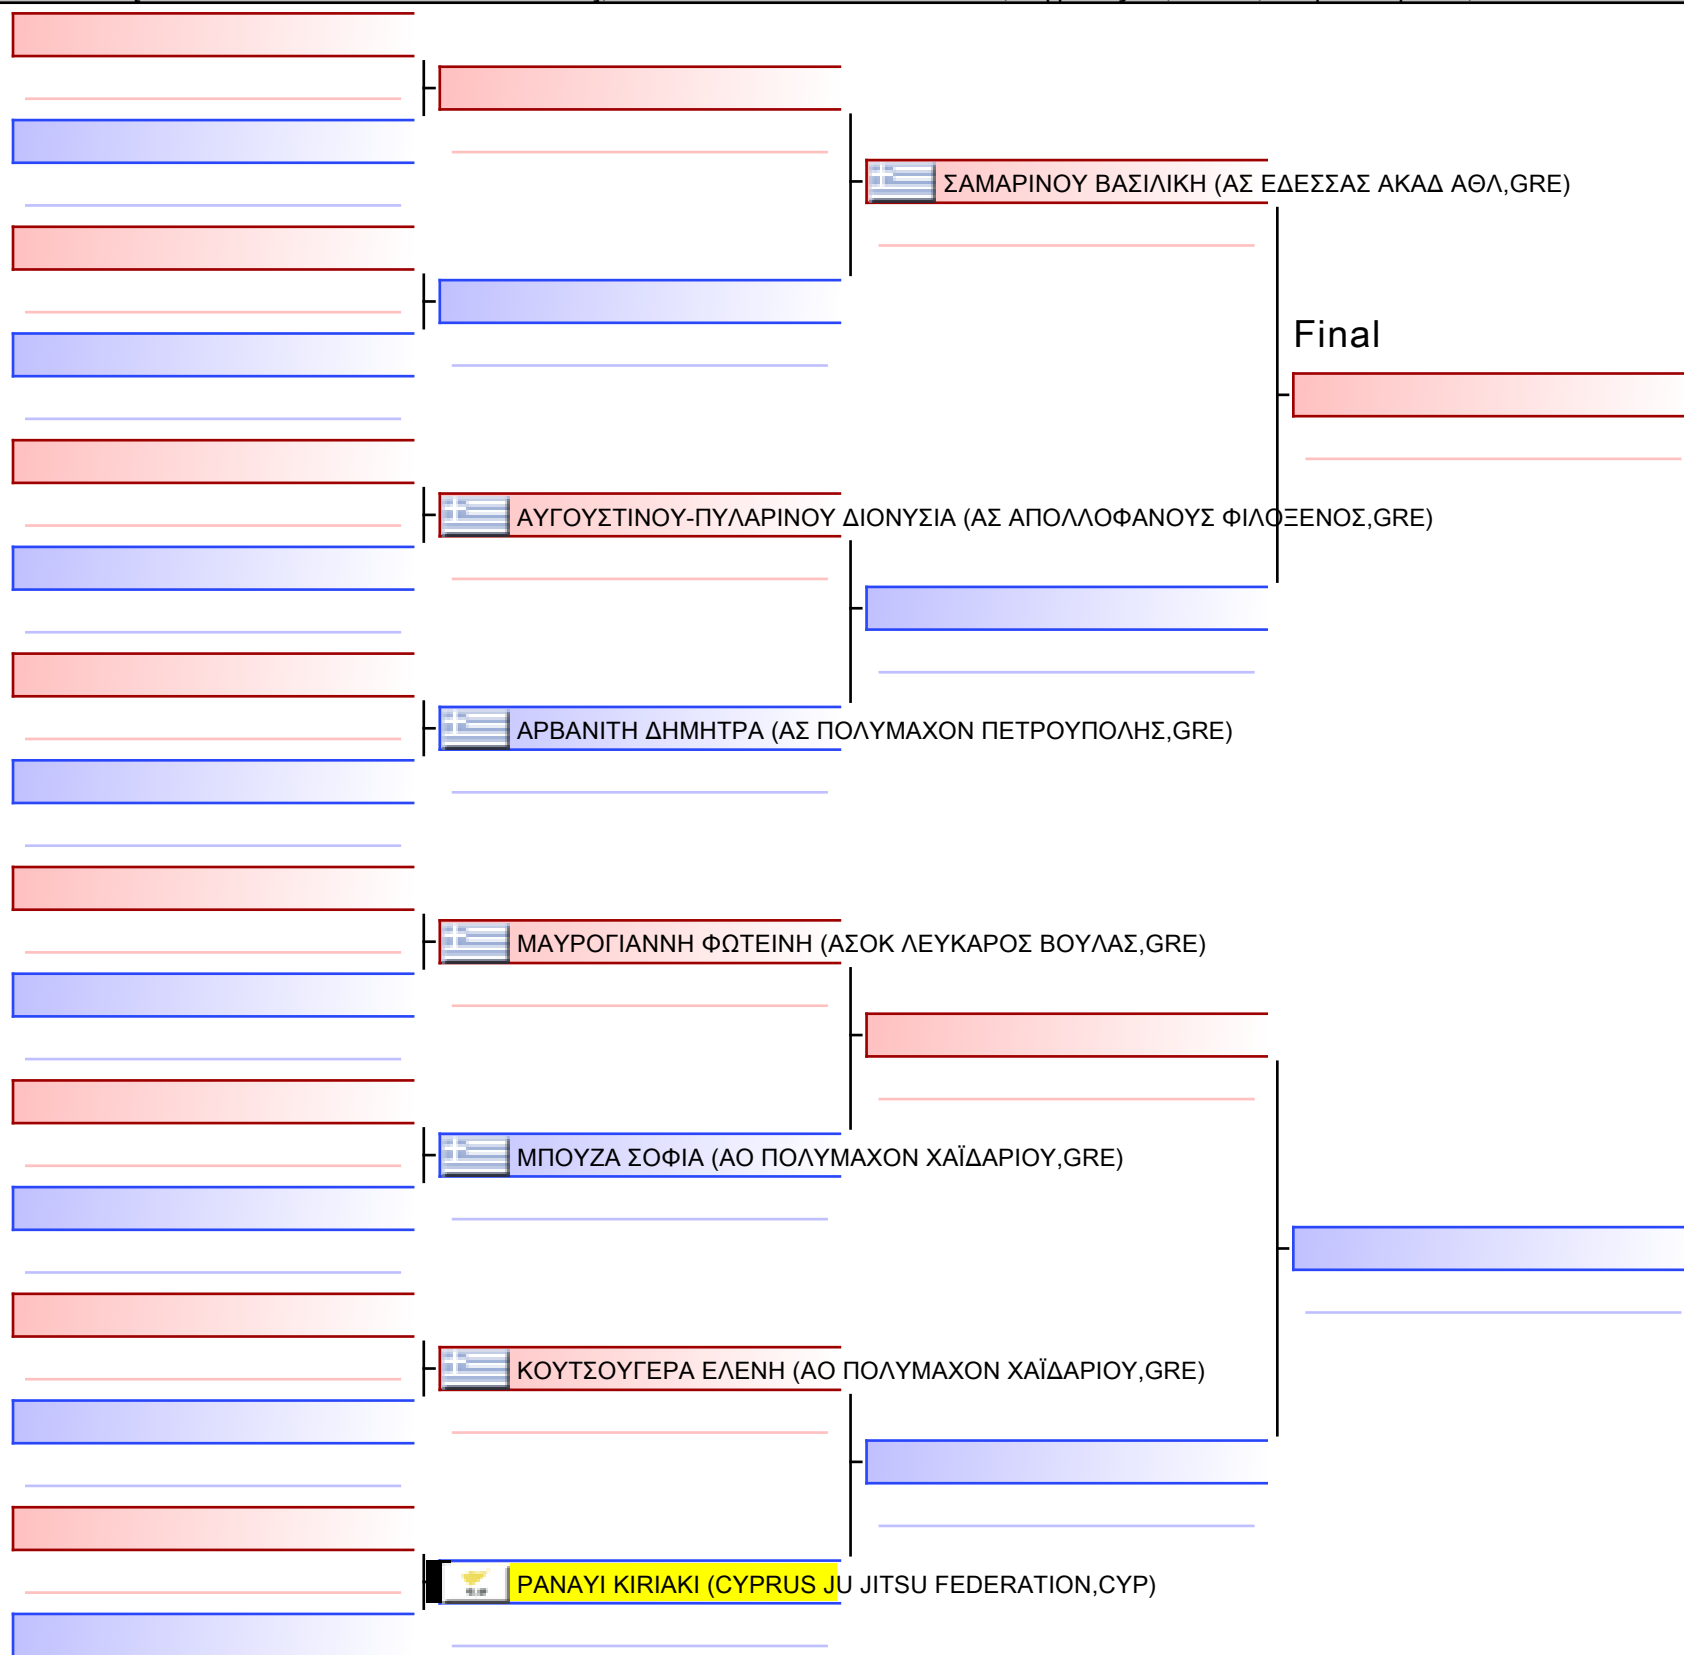 ΣΑΜΑΡΙΝΟΥ ΒΑΣΙΛΙΚΗ (ΑΣ ΕΔΕΣΣΑΣ ΑΚΑΔ ΑΘΛ,GRE)
Final
ΑΥΓΟΥΣΤΙΝΟΥ-ΠΥΛΑΡΙΝΟΥ ΔΙΟΝΥΣΙΑ (ΑΣ ΑΠΟΛΛΟΦΑΝΟΥΣ ΦΙΛΟΞΕΝΟΣ,GRE)
ΑΡΒΑΝΙΤΗ ΔΗΜΗΤΡΑ (ΑΣ ΠΟΛΥΜΑΧΟΝ ΠΕΤΡΟΥΠΟΛΗΣ,GRE)
ΜΑΥΡΟΓΙΑΝΝΗ ΦΩΤΕΙΝΗ (ΑΣΟΚ ΛΕΥΚΑΡΟΣ ΒΟΥΛΑΣ,GRE)
ΜΠΟΥΖΑ ΣΟΦΙΑ (ΑΟ ΠΟΛΥΜΑΧΟΝ ΧΑΪΔΑΡΙΟΥ,GRE)
ΚΟΥΤΣΟΥΓΕΡΑ ΕΛΕΝΗ (ΑΟ ΠΟΛΥΜΑΧΟΝ ΧΑΪΔΑΡΙΟΥ,GRE)
PANAYI KIRIAKI (CYPRUS JU JITSU FEDERATION,CYP)